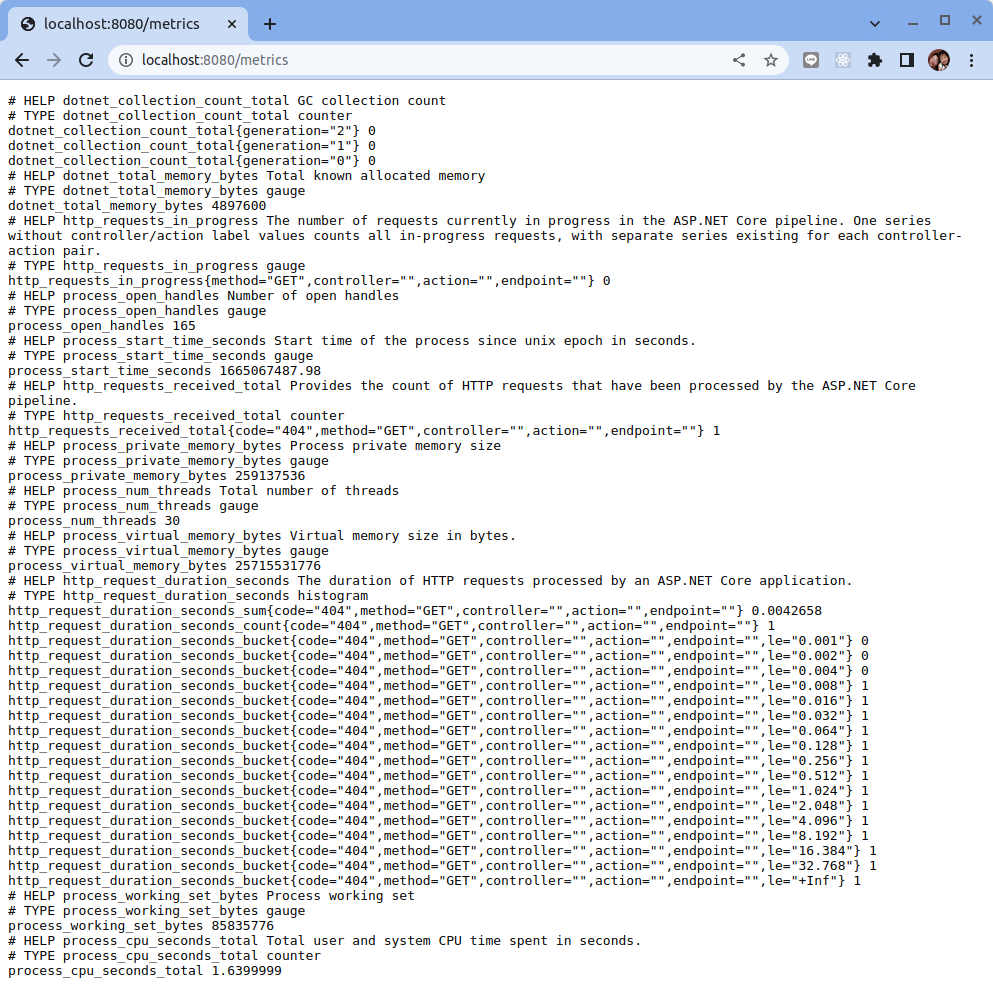 localhost:8080/metrics
localhost:8080/metrics
# HELP dotnet_collection_count_total GC collection count
# TYPE dotnet_collection_count_total counter
dotnet_collection_count_total{generation="2"} 0
dotnet_collection_count_total{generation="1"} 0
dotnet_collection_count_total{generation="0"} 0
# HELP dotnet_total_memory_bytes Total known allocated memory
# TYPE dotnet_total_memory_bytes gauge
dotnet_total_memory_bytes 4897600
# HELP http_requests_in_progress The number of requests currently in progress in the ASP.NET Core pipeline. One series
without controller/action label values counts all in-progress requests, with separate series existing for each controller-
action pair.
# TYPE http_requests_in_progress gauge
http_requests_in_progress{method="GET",controller="",action="",endpoint=""} 0
# HELP process_open_handles Number of open handles
# TYPE process_open_handles gauge
process_open_handles 165
# HELP process_start_time_seconds Start time of the process since unix epoch in seconds.
# TYPE process_start_time_seconds gauge
process_start_time_seconds 1665067487.98
# HELP http_requests_received_total Provides the count of HTTP requests that have been processed by the ASP.NET Core
pipeline.
# TYPE http_requests_received_total counter
http_requests_received_total{code="404",method="GET",controller="",action="",endpoint=""} 1
# HELP process_private_memory_bytes Process private memory size
# TYPE process_private_memory_bytes gauge
process_private_memory_bytes 259137536
# HELP process_num_threads Total number of threads
# TYPE process_num_threads gauge
process_num_threads 30
# HELP process_virtual_memory_bytes Virtual memory size in bytes.
# TYPE process_virtual_memory_bytes gauge
process_virtual_memory_bytes 25715531776
# HELP http_request_duration_seconds The duration of HTTP requests processed by an ASP.NET Core application.
# TYPE http_request_duration_seconds histogram
http_request_duration_seconds_sum{code="404",method="GET",controller="",action="",endpoint=""} 0.0042658
http_request_duration_seconds_count{code="404",method="GET",controller="",action="",endpoint=""} 1
http_request_duration_seconds_bucket{code="404",method="GET",controller="",action="",endpoint="",le="0.001"} 0
http_request_duration_seconds_bucket{code="404",method="GET",controller="",action="",endpoint="",le="0.002"} 0
http_request_duration_seconds_bucket{code="404",method="GET",controller="",action="",endpoint="",le="0.004"} 0
http_request_duration_seconds_bucket{code="404",method="GET",controller="",action="",endpoint="",le="0.008"} 1
http_request_duration_seconds_bucket{code="404",method="GET",controller="",action="",endpoint="",le="0.016"} 1
http_request_duration_seconds_bucket{code="404",method="GET",controller="",action="",endpoint="",le="0.032"} 1
http_request_duration_seconds_bucket{code="404",method="GET",controller="",action="",endpoint="",le="0.064"} 1
http_request_duration_seconds_bucket{code="404",method="GET",controller="",action="",endpoint="",le="0.128"} 1
http_request_duration_seconds_bucket{code="404",method="GET",controller="",action="",endpoint="",le="0.256"} 1
http_request_duration_seconds_bucket{code="404",method="GET",controller="",action="",endpoint="",le="0.512"} 1
http_request_duration_seconds_bucket{code="404",method="GET",controller="",action="",endpoint="",le="1.024"} 1
http_request_duration_seconds_bucket{code="404",method="GET",controller="",action="",endpoint="",le="2.048"} 1
http_request_duration_seconds_bucket{code="404",method="GET",controller="",action="",endpoint="",le="4.096"} 1
http_request_duration_seconds_bucket{code="404",method="GET",controller="",action="",endpoint="",le="8.192"} 1
http_request_duration_seconds_bucket{code="404",method="GET",controller="",action="",endpoint="",le="16.384"} 1
http_request_duration_seconds_bucket{code="404",method="GET",controller="",action="",endpoint="",le="32.768"} 1
http_request_duration_seconds_bucket{code="404",method="GET",controller="",action="",endpoint="",le="+Inf"} 1
# HELP process_working_set_bytes Process working set
# TYPE process_working_set_bytes gauge
process_working_set_bytes 85835776
# HELP process_cpu_seconds_total Total user and system CPU time spent in seconds.
# TYPE process_cpu_seconds_total counter
process_cpu_seconds_total 1.6399999